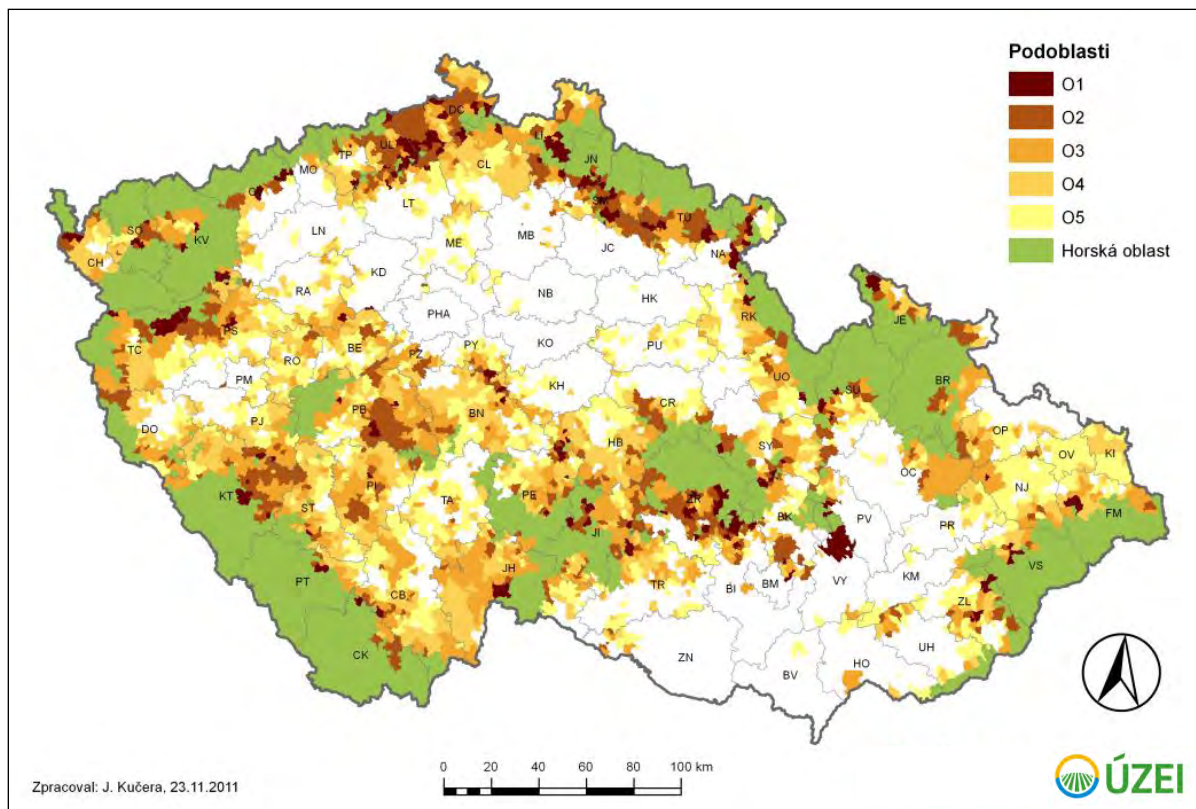 Podoblasti
O1
O2
O3
O4
O5
Horská oblast
DC
LI
JN
TP
UL
CL
MO
SM
TU
LT
SO
KV
LN
ME
MB
JC
NA
CH
KD
RA
NB
HK
PHA
RK
JE
PS
TC
RO
BE
PZ
PY
KO
PU
PM
KH
UO
SU
BR
DO
PJ
PB
BN
CR
HB
SY
OP
OV
KI
KT
ST
PI
TA
PE
ZR
OC
NJ
BK
PV
PR
FM
JI
PT
JH
VS
CB
TR
BI
BM
VY
KM
ZL
CK
ZN
BV
HO
UH
0 20 40 60 80 100 km
Zpracoval: J. Kučera, 23.11.2011
ÚZEI